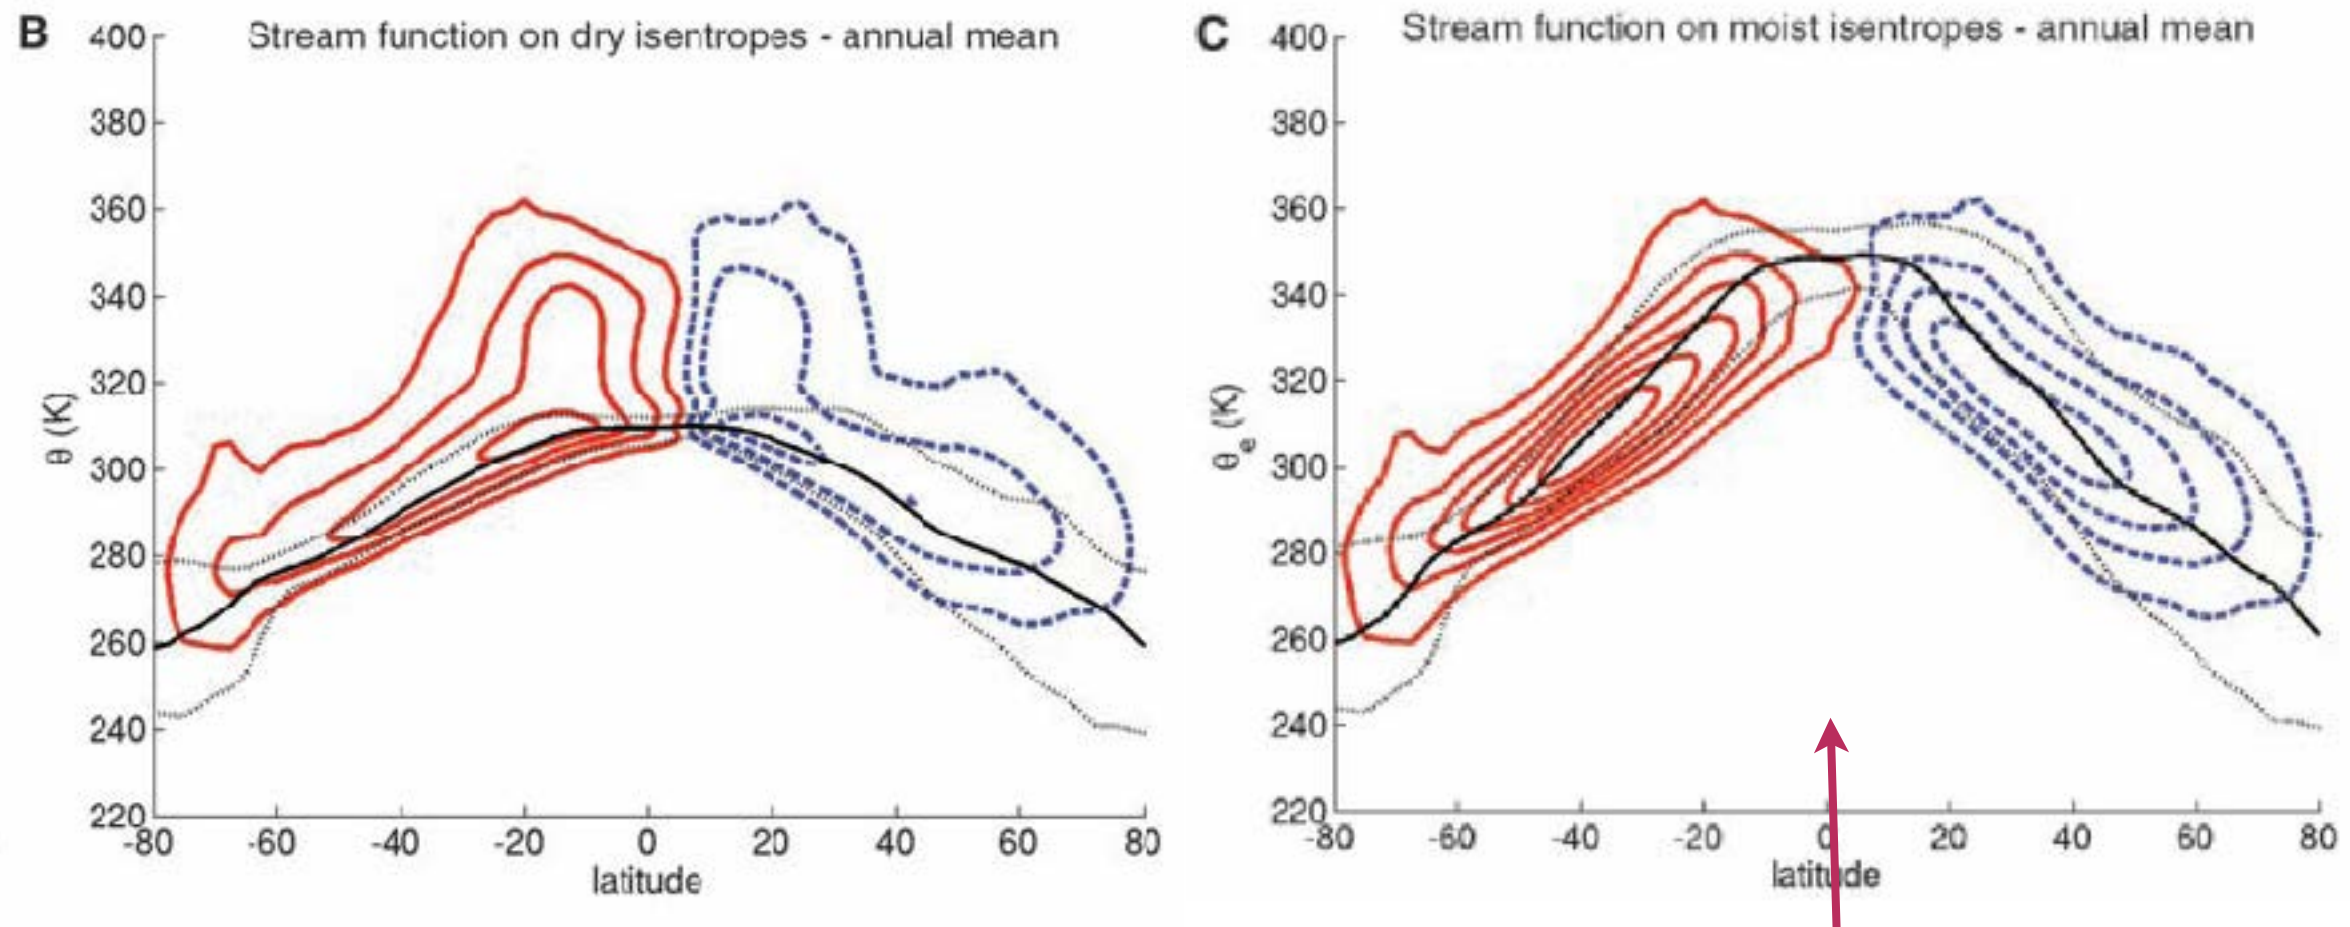 B
Stream function on dry isentropes - annual mean
400
380
360
340
320
300
280
260
240
220
θ (K)
-80 -60 -40 -20 0 20 40 60 80
latitude
C
Stream function on moist isentropes - annual mean
400
380
360
340
320
300
280
260
240
220
θe (K)
-80 -60 -40 -20 0 20 40 60 80
latitude